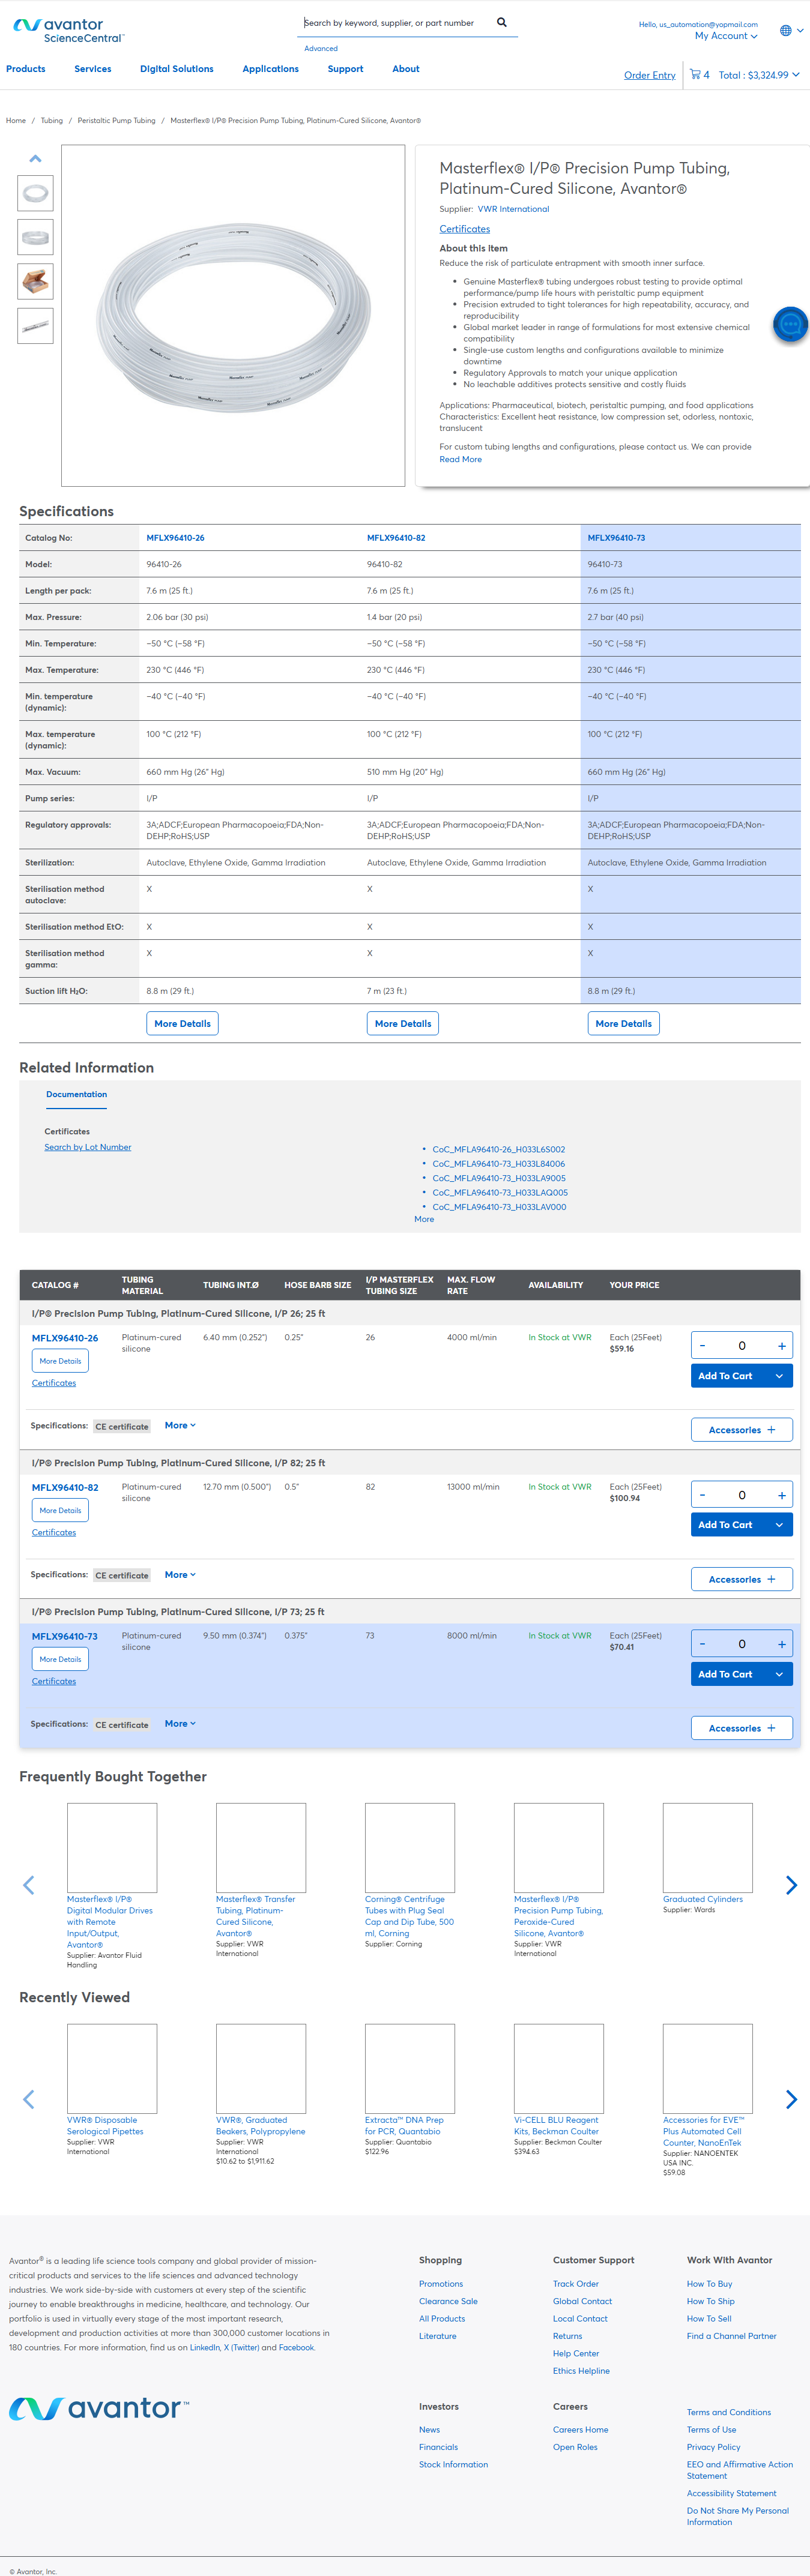 avantor
ScienceCentral™
Search by keyword, supplier, or part number
Advanced
Hello, us_automation@yopmail.com
My Account
Products
Services
Digital Solutions
Applications
Support
About
Order Entry
4
Total : $3,324.99
Home / Tubing / Peristaltic Pump Tubing / Masterflex® I/P® Precision Pump Tubing, Platinum-Cured Silicone, Avantor®
Masterflex® I/P® Precision Pump Tubing,
Platinum-Cured Silicone, Avantor®
Supplier: VWR International
Certificates
About this item
Reduce the risk of particulate entrapment with smooth inner surface.
• Genuine Masterflex® tubing undergoes robust testing to provide optimal
performance/pump life hours with peristaltic pump equipment
• Precision extruded to tight tolerances for high repeatability, accuracy, and
reproducibility
• Global market leader in range of formulations for most extensive chemical
compatibility
• Single-use custom lengths and configurations available to minimize
downtime
• Regulatory Approvals to match your unique application
• No leachable additives protects sensitive and costly fluids
Applications: Pharmaceutical, biotech, peristaltic pumping, and food applications
Characteristics: Excellent heat resistance, low compression set, odorless, nontoxic,
translucent
For custom tubing lengths and configurations, please contact us. We can provide
Read More
Specifications
Catalog No: MFLX96410-26 MFLX96410-82 MFLX96410-73
Model: 96410-26 96410-82 96410-73
Length per pack: 7.6 m (25 ft.) 7.6 m (25 ft.) 7.6 m (25 ft.)
Max. Pressure: 2.06 bar (30 psi) 1.4 bar (20 psi) 2.7 bar (40 psi)
Min. Temperature: −50 °C (−58 °F) −50 °C (−58 °F) −50 °C (−58 °F)
Max. Temperature: 230 °C (446 °F) 230 °C (446 °F) 230 °C (446 °F)
Min. temperature −40 °C (−40 °F) −40 °C (−40 °F) −40 °C (−40 °F)
(dynamic):
Max. temperature 100 °C (212 °F) 100 °C (212 °F) 100 °C (212 °F)
(dynamic):
Max. Vacuum: 660 mm Hg (26" Hg) 510 mm Hg (20" Hg) 660 mm Hg (26" Hg)
Pump series: I/P I/P I/P
Regulatory approvals: 3A;ADCF;European Pharmacopoeia;FDA;Non- 3A;ADCF;European Pharmacopoeia;FDA;Non- 3A;ADCF;European Pharmacopoeia;FDA;Non-
DEHP;RoHS;USP DEHP;RoHS;USP DEHP;RoHS;USP
Sterilization: Autoclave, Ethylene Oxide, Gamma Irradiation Autoclave, Ethylene Oxide, Gamma Irradiation Autoclave, Ethylene Oxide, Gamma Irradiation
Sterilisation method X X X
autoclave:
Sterilisation method EtO: X X X
Sterilisation method X X X
gamma:
Suction lift H₂O: 8.8 m (29 ft.) 7 m (23 ft.) 8.8 m (29 ft.)
More Details More Details More Details
Related Information
Documentation
Certificates
Search by Lot Number
• CoC_MFLA96410-26_H033L6S002
• CoC_MFLA96410-73_H033L84006
• CoC_MFLA96410-73_H033LA9005
• CoC_MFLA96410-73_H033LAQ005
• CoC_MFLA96410-73_H033LAV000
More
CATALOG # TUBING MATERIAL TUBING INT.Ø HOSE BARB SIZE I/P MASTERFLEX TUBING SIZE MAX. FLOW RATE AVAILABILITY YOUR PRICE
I/P® Precision Pump Tubing, Platinum-Cured Silicone, I/P 26; 25 ft
MFLX96410-26 Platinum-cured 6.40 mm (0.252") 0.25" 26 4000 ml/min In Stock at VWR Each (25Feet) - 0 +
silicone $59.16
More Details
Add To Cart
Certificates
Specifications: CE certificate More Accessories +
I/P® Precision Pump Tubing, Platinum-Cured Silicone, I/P 82; 25 ft
MFLX96410-82 Platinum-cured 12.70 mm (0.500") 0.5" 82 13000 ml/min In Stock at VWR Each (25Feet) - 0 +
silicone $100.94
More Details
Add To Cart
Certificates
Specifications: CE certificate More Accessories +
I/P® Precision Pump Tubing, Platinum-Cured Silicone, I/P 73; 25 ft
MFLX96410-73 Platinum-cured 9.50 mm (0.374") 0.375" 73 8000 ml/min In Stock at VWR Each (25Feet) - 0 +
silicone $70.41
More Details
Add To Cart
Certificates
Specifications: CE certificate More Accessories +
Frequently Bought Together
Masterflex® I/P®
Digital Modular Drives
with Remote
Input/Output,
Avantor®
Supplier: Avantor Fluid
Handling
Masterflex® Transfer
Tubing, Platinum-
Cured Silicone,
Avantor®
Supplier: VWR
International
Corning® Centrifuge
Tubes with Plug Seal
Cap and Dip Tube, 500
ml, Corning
Supplier: Corning
Masterflex® I/P®
Precision Pump Tubing,
Peroxide-Cured
Silicone, Avantor®
Supplier: VWR
International
Graduated Cylinders
Supplier: Wards
Recently Viewed
VWR® Disposable
Serological Pipettes
Supplier: VWR
International
VWR®, Graduated
Beakers, Polypropylene
Supplier: VWR
International
$10.62 to $1,911.62
Extracta™ DNA Prep
for PCR, Quantabio
Supplier: Quantabio
$122.96
Vi-CELL BLU Reagent
Kits, Beckman Coulter
Supplier: Beckman Coulter
$394.63
Accessories for EVE™
Plus Automated Cell
Counter, NanoEnTek
Supplier: NANOENTEK
USA INC.
$59.08
Avantor® is a leading life science tools company and global provider of mission-
critical products and services to the life sciences and advanced technology
industries. We work side-by-side with customers at every step of the scientific
journey to enable breakthroughs in medicine, healthcare, and technology. Our
portfolio is used in virtually every stage of the most important research,
development and production activities at more than 300,000 customer locations in
180 countries. For more information, find us on LinkedIn, X (Twitter) and Facebook.
avantor™
Shopping
Promotions
Clearance Sale
All Products
Literature
Customer Support
Track Order
Global Contact
Local Contact
Returns
Help Center
Ethics Helpline
Work With Avantor
How To Buy
How To Ship
How To Sell
Find a Channel Partner
Investors
News
Financials
Stock Information
Careers
Careers Home
Open Roles
Terms and Conditions
Terms of Use
Privacy Policy
EEO and Affirmative Action
Statement
Accessibility Statement
Do Not Share My Personal
Information
© Avantor, Inc.